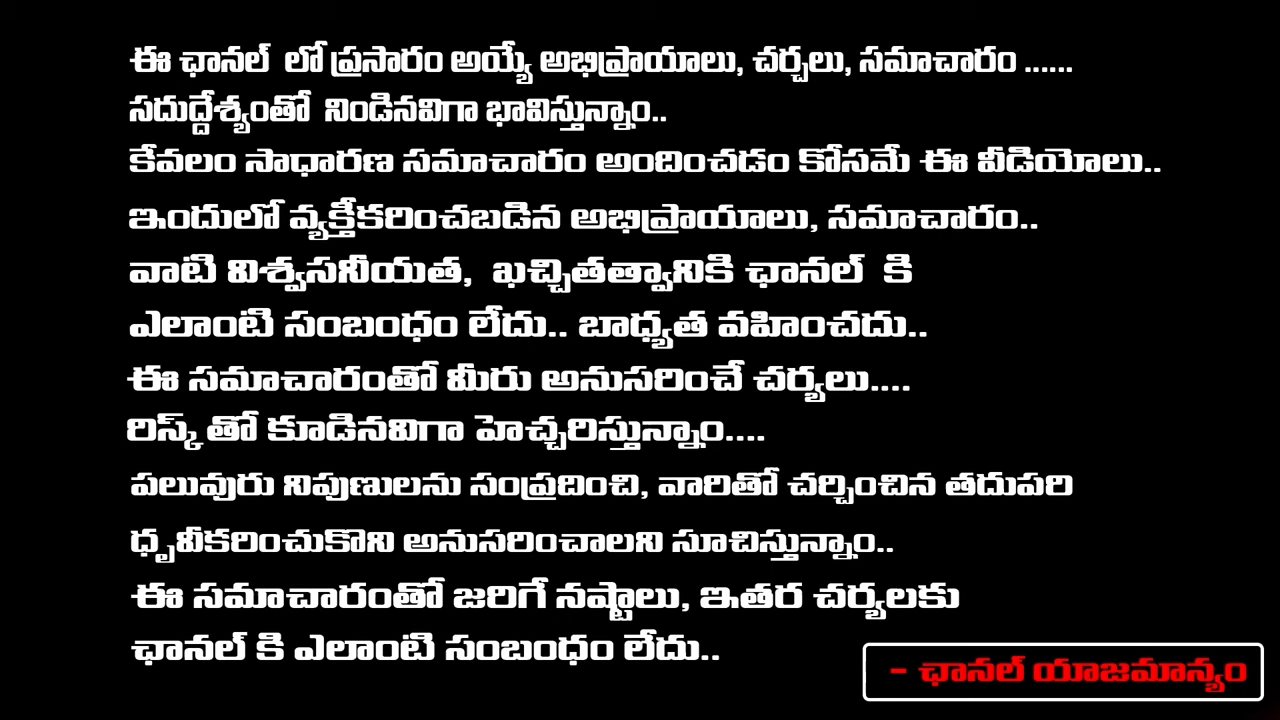 ఈ ఛానల్ లో ప్రసారం అయ్యే అభిప్రాయాలు, చర్చలు, సమాచారం ......
సదుద్దేశ్యంతో నిండినవిగా భావిస్తున్నాం..
కేవలం సాధారణ సమాచారం అందించడం కోసమే ఈ వీడియోలు..
ఇందులో వ్యక్తీకరించబడిన అభిప్రాయాలు, సమాచారం..
వాటి విశ్వసనీయత, ఖచ్చితత్వానికి ఛానల్ కి
ఎలాంటి సంబంధం లేదు.. బాధ్యత వహించదు..
ఈ సమాచారంతో మీరు అనుసరించే చర్యలు....
రిస్క్ తో కూడినవిగా హెచ్చరిస్తున్నాం....
పలువురు నిపుణులను సంప్రదించి, వారితో చర్చించిన తదుపరి
ధృవీకరించుకొని అనుసరించాలని సూచిస్తున్నాం..
ఈ సమాచారంతో జరిగే నష్టాలు, ఇతర చర్యలకు
ఛానల్ కి ఎలాంటి సంబంధం లేదు..
- ఛానల్ యాజమాన్యం